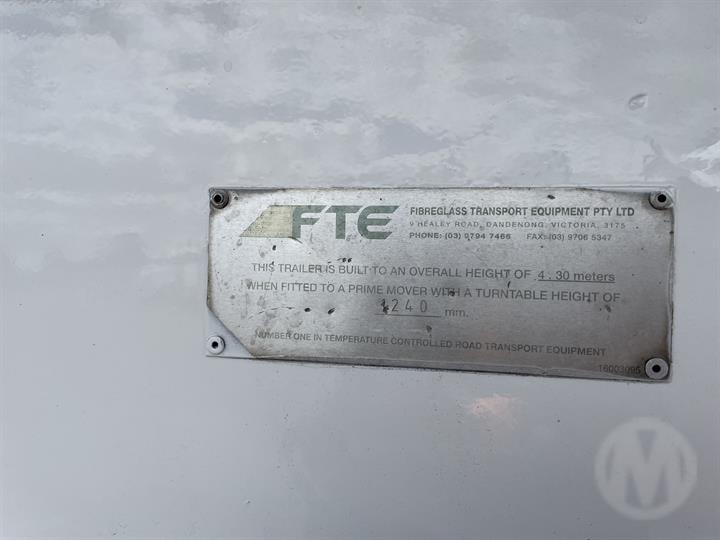 FTE
FIBREGLASS TRANSPORT EQUIPMENT PTY LTD
9 HEALEY ROAD, DANDENONG, VICTORIA, 3175
PHONE: (03) 9794 7466 FAX: (03) 9706 5347
THIS TRAILER IS BUILT TO AN OVERALL HEIGHT OF 4.30 meters
WHEN FITTED TO A PRIME MOVER WITH A TURNTABLE HEIGHT OF
1240 mm.
NUMBER ONE IN TEMPERATURE CONTROLLED ROAD TRANSPORT EQUIPMENT
16003095
M